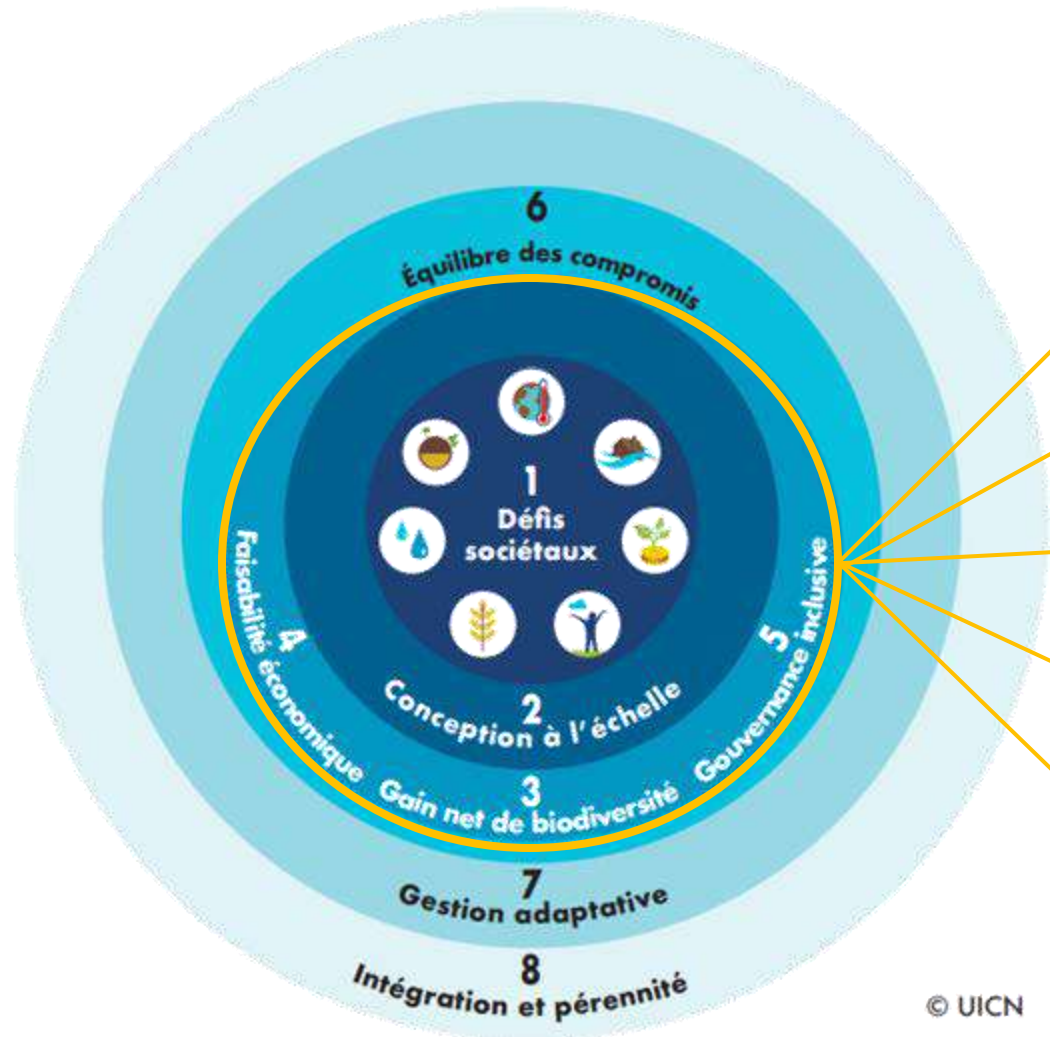 6
Équilibre des compromis
1
Défis
sociétaux
4
Faisabilité économique
5
Gouvernance inclusive
2
Conception à l'échelle
3
Gain net de biodiversité
7
Gestion adaptative
8
Intégration et pérennité
© UICN